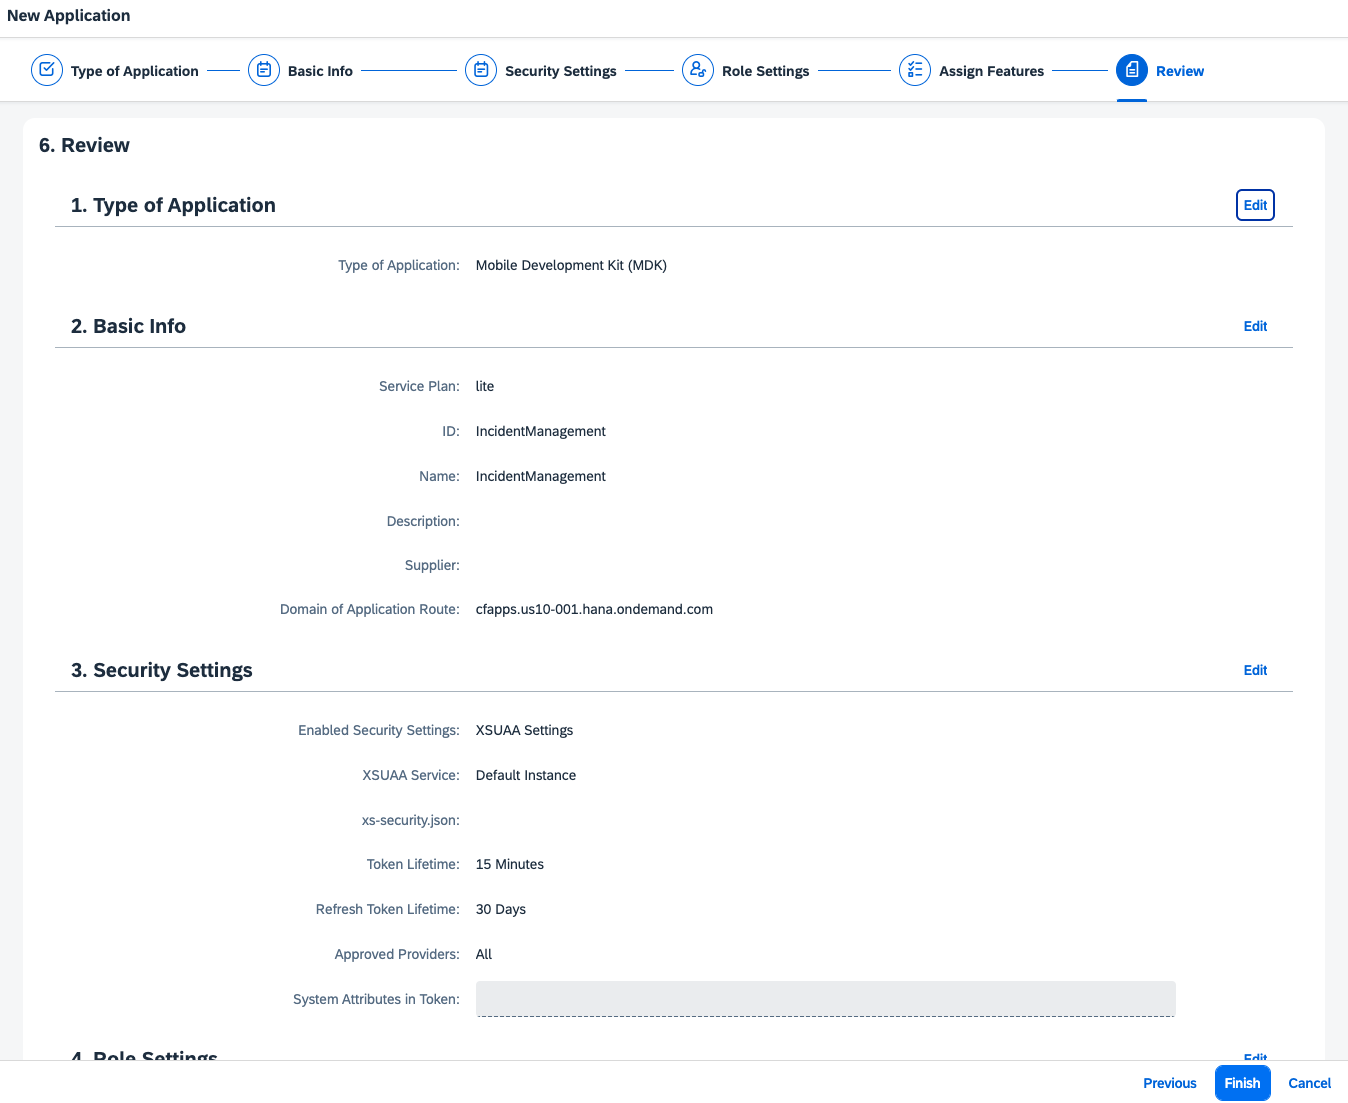 New Application
Type of Application
Basic Info
Security Settings
Role Settings
Assign Features
Review
6. Review
1. Type of Application
Edit
Type of Application: Mobile Development Kit (MDK)
2. Basic Info
Edit
Service Plan: lite
ID: IncidentManagement
Name: IncidentManagement
Description:
Supplier:
Domain of Application Route: cfapps.us10-001.hana.ondemand.com
3. Security Settings
Edit
Enabled Security Settings: XSUAA Settings
XSUAA Service: Default Instance
xs-security.json:
Token Lifetime: 15 Minutes
Refresh Token Lifetime: 30 Days
Approved Providers: All
System Attributes in Token:
4. Role Settings
Edit
Previous
Finish
Cancel